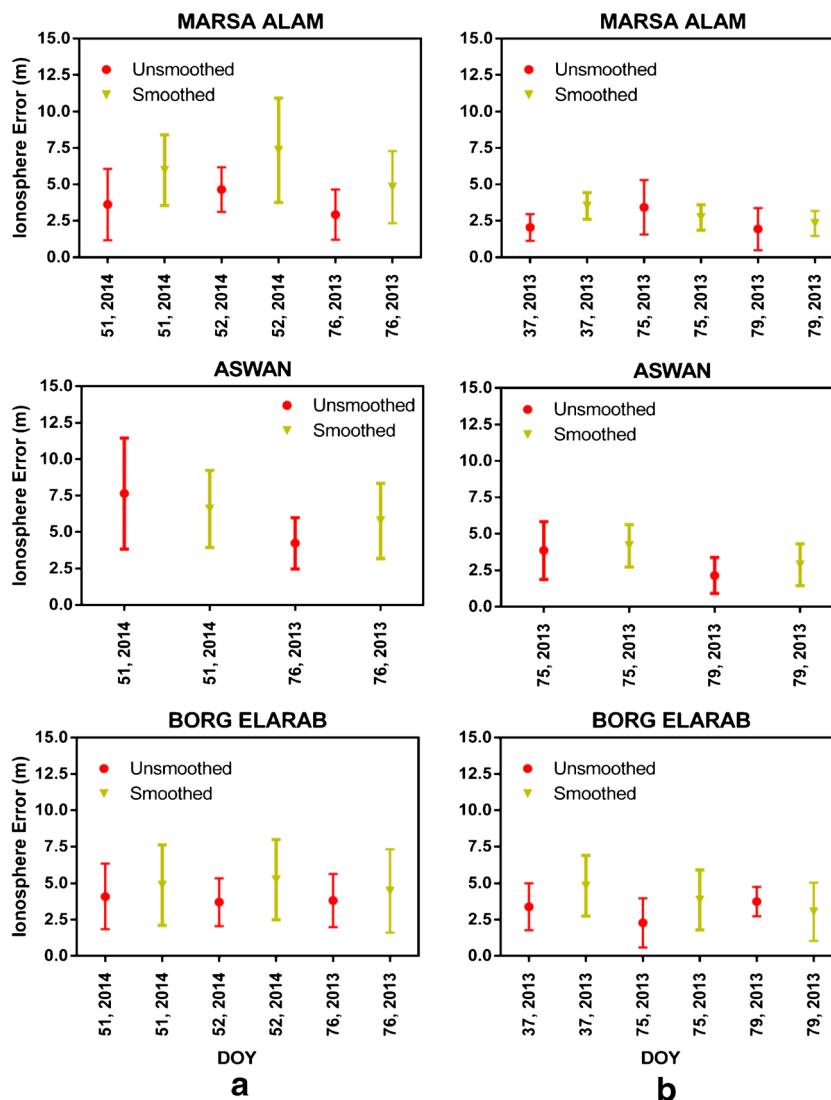 MARSA ALAM
Ionosphere Error (m)
15.0
12.5
10.0
7.5
5.0
2.5
0.0
Unsmoothed
Smoothed
51, 2014
51, 2014
52, 2014
52, 2014
76, 2013
76, 2013
MARSA ALAM
15.0
12.5
10.0
7.5
5.0
2.5
0.0
Unsmoothed
Smoothed
37, 2013
37, 2013
75, 2013
75, 2013
79, 2013
79, 2013
ASWAN
Ionosphere Error (m)
15.0
12.5
10.0
7.5
5.0
2.5
0.0
Unsmoothed
Smoothed
51, 2014
51, 2014
76, 2013
76, 2013
ASWAN
15.0
12.5
10.0
7.5
5.0
2.5
0.0
Unsmoothed
Smoothed
75, 2013
75, 2013
79, 2013
79, 2013
BORG ELARAB
Ionosphere Error (m)
15.0
12.5
10.0
7.5
5.0
2.5
0.0
Unsmoothed
Smoothed
51, 2014
51, 2014
52, 2014
52, 2014
76, 2013
76, 2013
DOY
a
BORG ELARAB
15.0
12.5
10.0
7.5
5.0
2.5
0.0
Unsmoothed
Smoothed
37, 2013
37, 2013
75, 2013
75, 2013
79, 2013
79, 2013
DOY
b